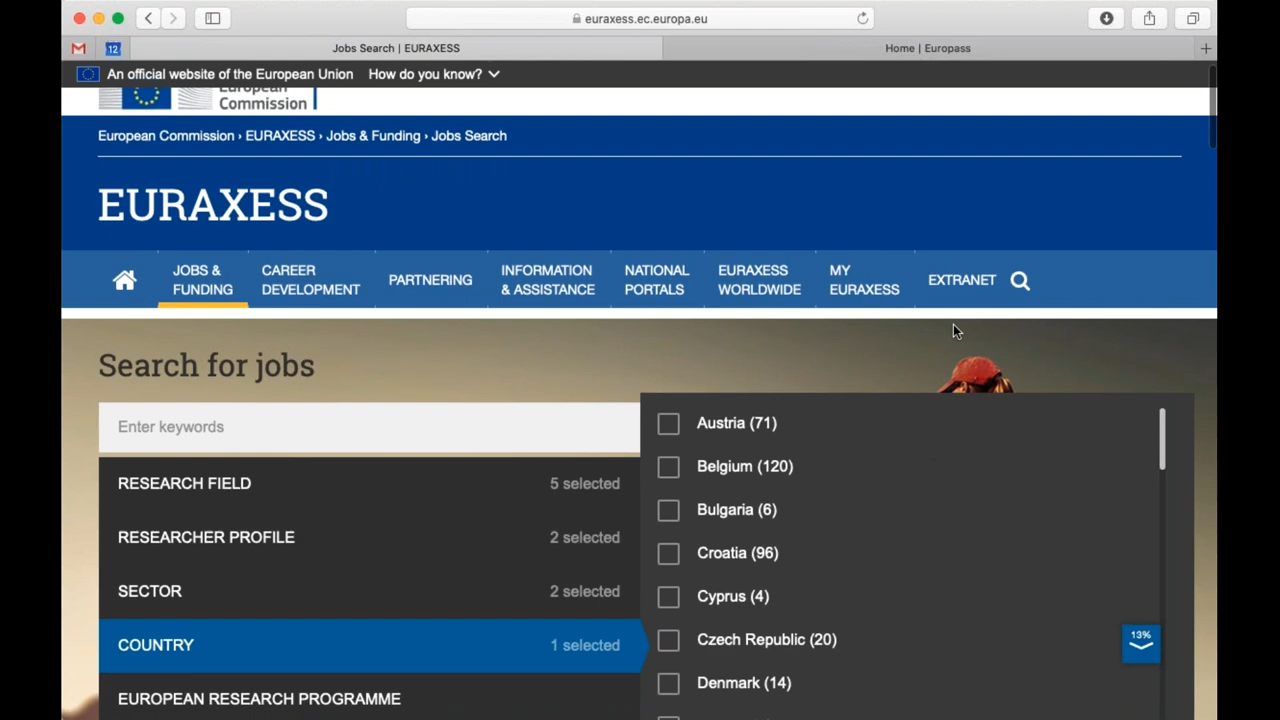 euraxess.ec.europa.eu
12
Jobs Search | EURAXESS
Home | Europass
An official website of the European Union How do you know?
European
Commission
European Commission › EURAXESS › Jobs & Funding › Jobs Search
EURAXESS
JOBS &
FUNDING
CAREER
DEVELOPMENT
PARTNERING
INFORMATION
& ASSISTANCE
NATIONAL
PORTALS
EURAXESS
WORLDWIDE
MY
EURAXESS
EXTRANET
Search for jobs
Enter keywords
RESEARCH FIELD 5 selected
RESEARCHER PROFILE 2 selected
SECTOR 2 selected
COUNTRY 1 selected
EUROPEAN RESEARCH PROGRAMME
Austria (71)
Belgium (120)
Bulgaria (6)
Croatia (96)
Cyprus (4)
Czech Republic (20)
Denmark (14)
13%